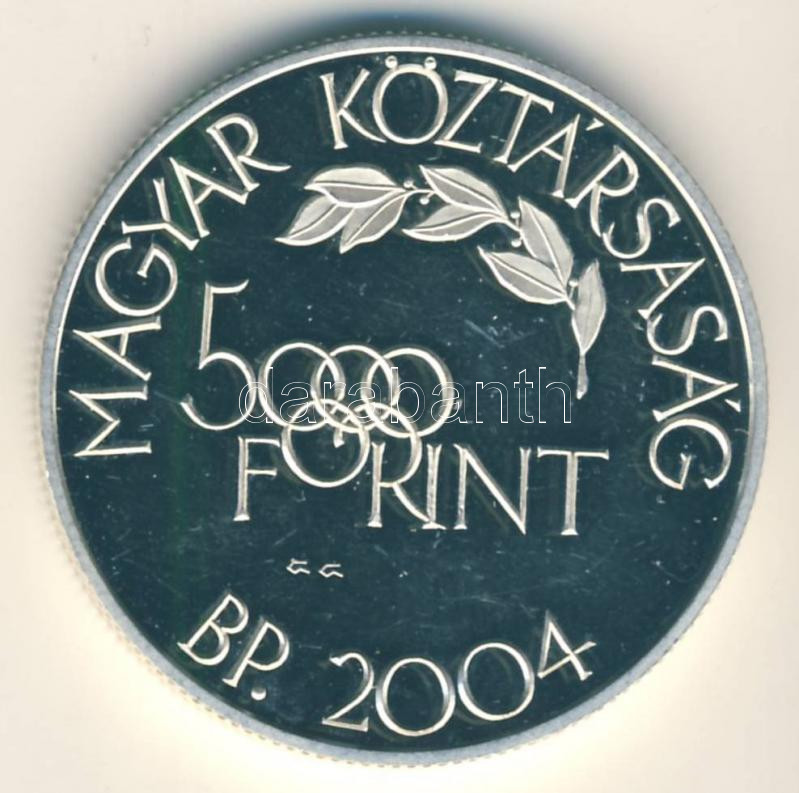 MAGYAR KÖZTÁRSASÁG
5000
FORINT
BP. 2004
darabanth